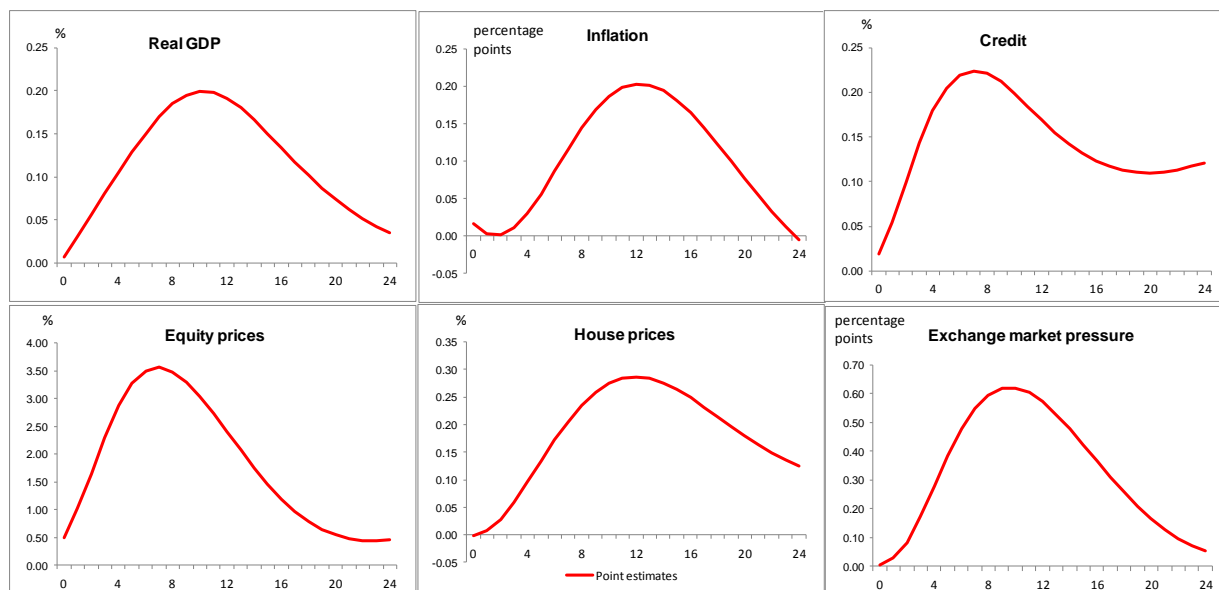 %
Real GDP
0.25
0.20
0.15
0.10
0.05
0.00
0 4 8 12 16 20 24
percentage
points
Inflation
0.25
0.20
0.15
0.10
0.05
0.00
-0.05
0 4 8 12 16 20 24
%
Credit
0.25
0.20
0.15
0.10
0.05
0.00
0 4 8 12 16 20 24
%
Equity prices
4.00
3.50
3.00
2.50
2.00
1.50
1.00
0.50
0.00
0 4 8 12 16 20 24
%
House prices
0.35
0.30
0.25
0.20
0.15
0.10
0.05
0.00
-0.05
0 4 8 12 16 20 24
Point estimates
percentage
points
Exchange market pressure
0.70
0.60
0.50
0.40
0.30
0.20
0.10
0.00
0 4 8 12 16 20 24